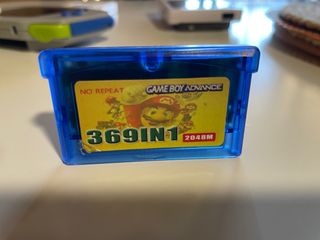 NO REPEAT GAME BOY ADVANCE
369IN1 2048M